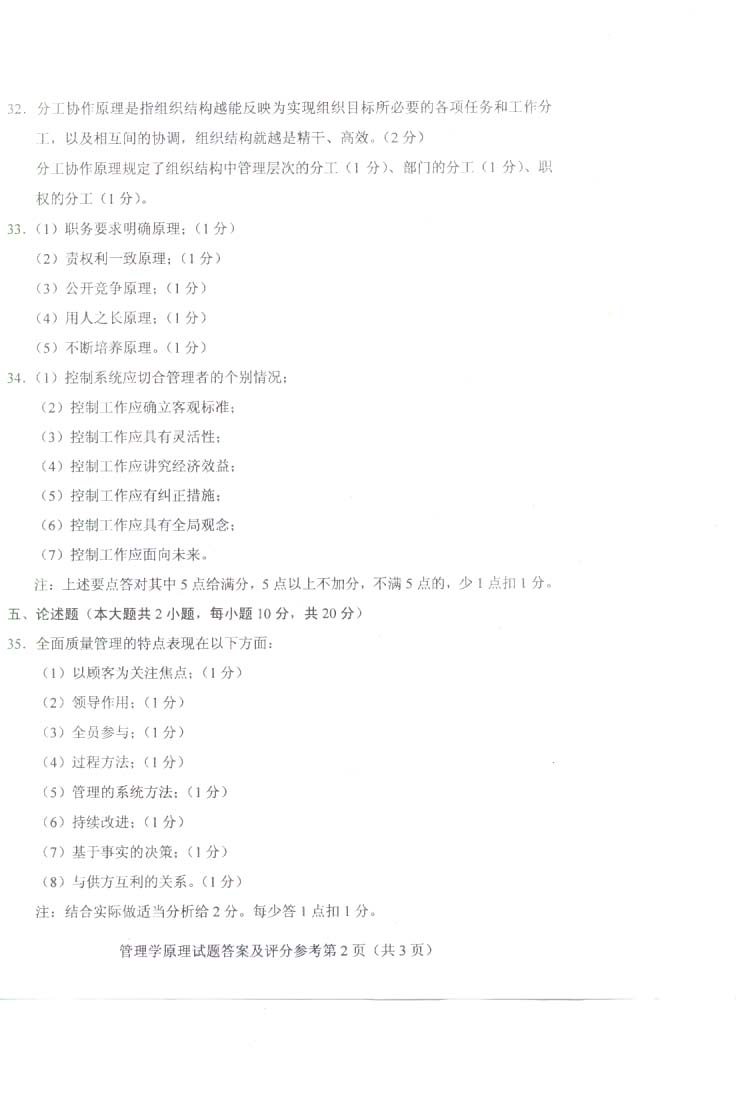 32．分工协作原理是指组织结构越能反映为实现组织目标所必要的各项任务和工作分
工，以及相互间的协调，组织结构就越是精干、高效。（2 分）
分工协作原理规定了组织结构中管理层次的分工（1 分）、部门的分工（1 分）、职
权的分工（1 分）。
33．（1）职务要求明确原理；（1 分）
（2）责权利一致原理；（1 分）
（3）公开竞争原理；（1 分）
（4）用人之长原理；（1 分）
（5）不断培养原理。（1 分）
34．（1）控制系统应切合管理者的个别情况；
（2）控制工作应确立客观标准；
（3）控制工作应具有灵活性；
（4）控制工作应讲究经济效益；
（5）控制工作应有纠正措施；
（6）控制工作应具有全局观念；
（7）控制工作应面向未来。
注：上述要点答对其中 5 点给满分，5 点以上不加分，不满 5 点的，少 1 点扣 1 分。
五、论述题（本大题共 2 小题，每小题 10 分，共 20 分）
35．全面质量管理的特点表现在以下方面：
（1）以顾客为关注焦点；（1 分）
（2）领导作用；（1 分）
（3）全员参与；（1 分）
（4）过程方法；（1 分）
（5）管理的系统方法；（1 分）
（6）持续改进；（1 分）
（7）基于事实的决策；（1 分）
（8）与供方互利的关系。（1 分）
注：结合实际做适当分析给 2 分。每少答 1 点扣 1 分。
管理学原理试题答案及评分参考第 2 页（共 3 页）